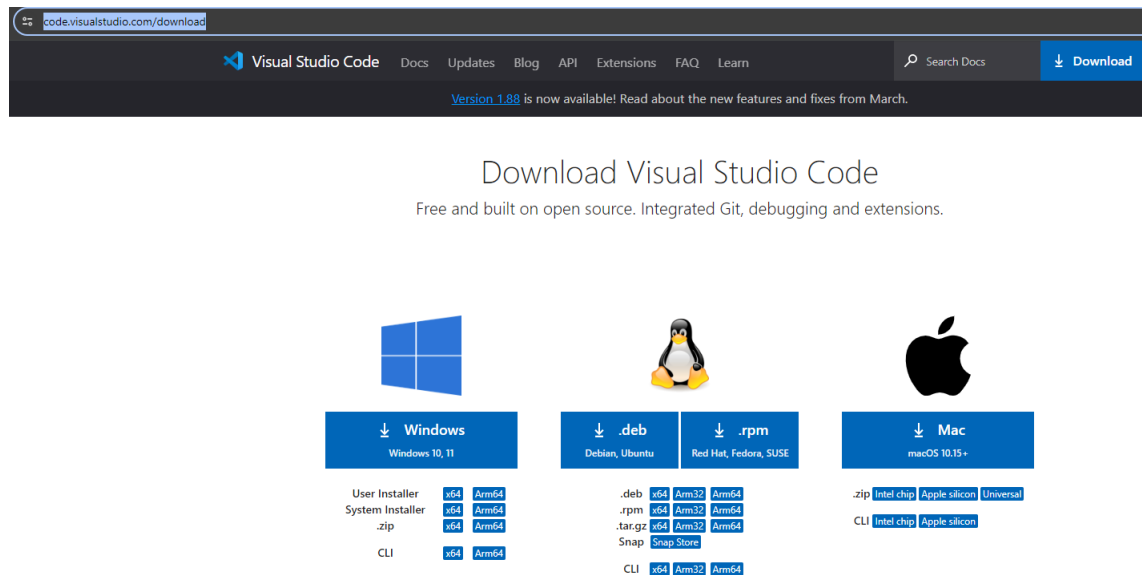 code.visualstudio.com/download
Visual Studio Code Docs Updates Blog API Extensions FAQ Learn Search Docs Download
Version 1.88 is now available! Read about the new features and fixes from March.
Download Visual Studio Code
Free and built on open source. Integrated Git, debugging and extensions.
Windows
Windows 10, 11
User Installer x64 Arm64
System Installer x64 Arm64
.zip x64 Arm64
CLI x64 Arm64
.deb
Debian, Ubuntu
.rpm
Red Hat, Fedora, SUSE
.deb x64 Arm32 Arm64
.rpm x64 Arm32 Arm64
.tar.gz x64 Arm32 Arm64
Snap Snap Store
CLI x64 Arm32 Arm64
Mac
macOS 10.15+
.zip Intel chip Apple silicon Universal
CLI Intel chip Apple silicon